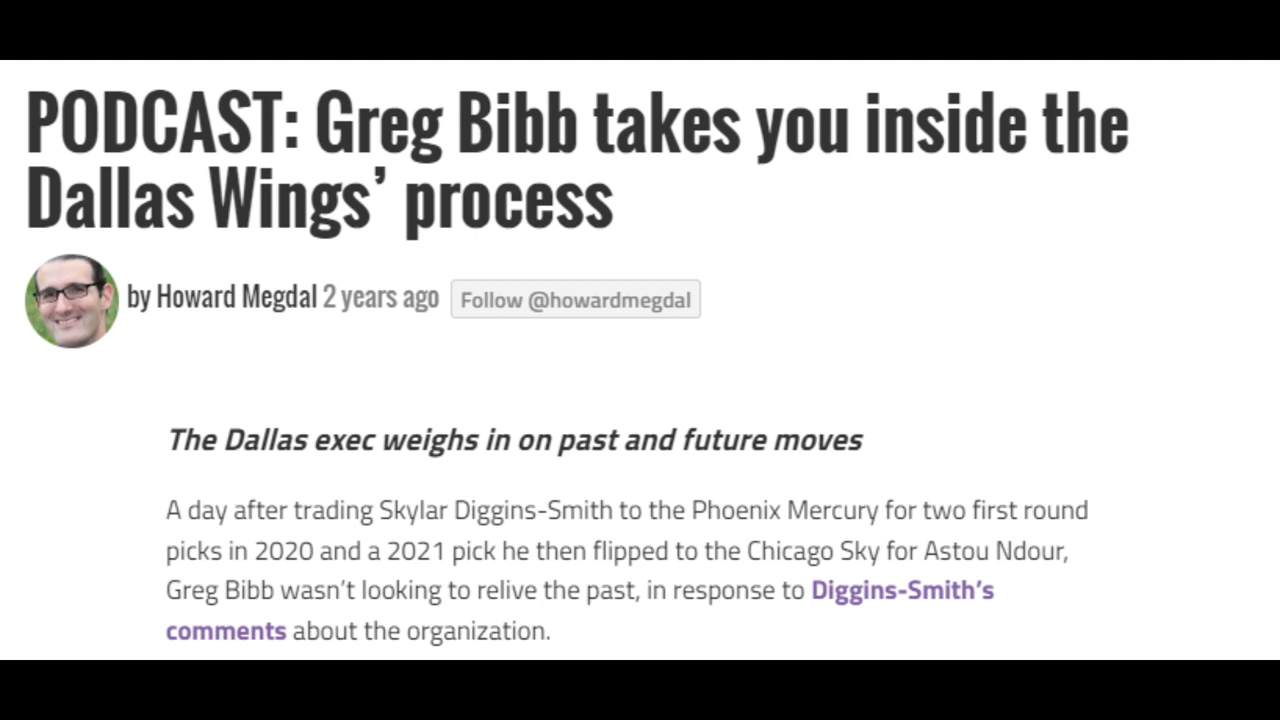 PODCAST: Greg Bibb takes you inside the
Dallas Wings’ process
by Howard Megdal 2 years ago Follow @howardmegdal
The Dallas exec weighs in on past and future moves
A day after trading Skylar Diggins-Smith to the Phoenix Mercury for two first round
picks in 2020 and a 2021 pick he then flipped to the Chicago Sky for Astou Ndour,
Greg Bibb wasn’t looking to relive the past, in response to Diggins-Smith’s
comments about the organization.